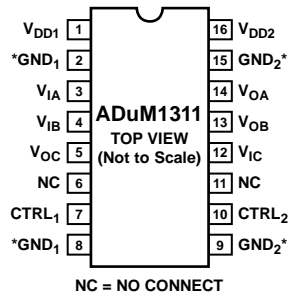 VDD1 1 16 VDD2
*GND1 2 15 GND2*
VIA 3 14 VOA
VIB 4 ADuM1311 13 VOB
TOP VIEW
VOC 5 (Not to Scale) 12 VIC
NC 6 11 NC
CTRL1 7 10 CTRL2
*GND1 8 9 GND2*
NC = NO CONNECT